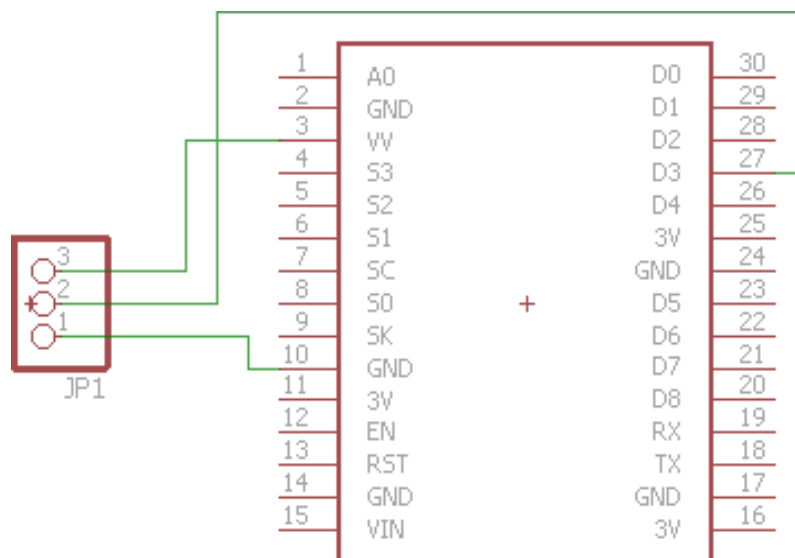 1 A0 D0 30
2 GND D1 29
3 VV D2 28
4 S3 D3 27
5 S2 D4 26
6 S1 3V 25
7 SC GND 24
8 S0 D5 23
9 SK D6 22
10 GND D7 21
11 3V D8 20
12 EN RX 19
13 RST TX 18
14 GND GND 17
15 VIN 3V 16
3
2
1
JP1